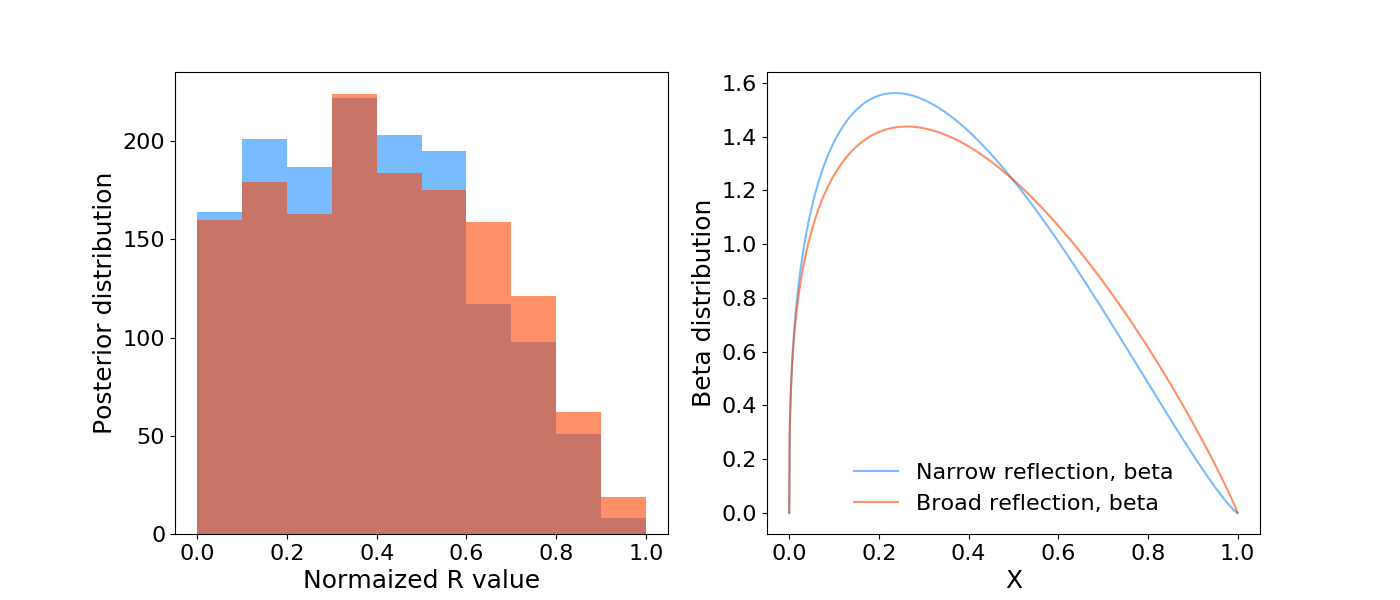 Posterior distribution
200
150
100
50
0
0.0 0.2 0.4 0.6 0.8 1.0
Normaized R value
Beta distribution
1.6
1.4
1.2
1.0
0.8
0.6
0.4
0.2
0.0
Narrow reflection, beta
Broad reflection, beta
0.0 0.2 0.4 0.6 0.8 1.0
X